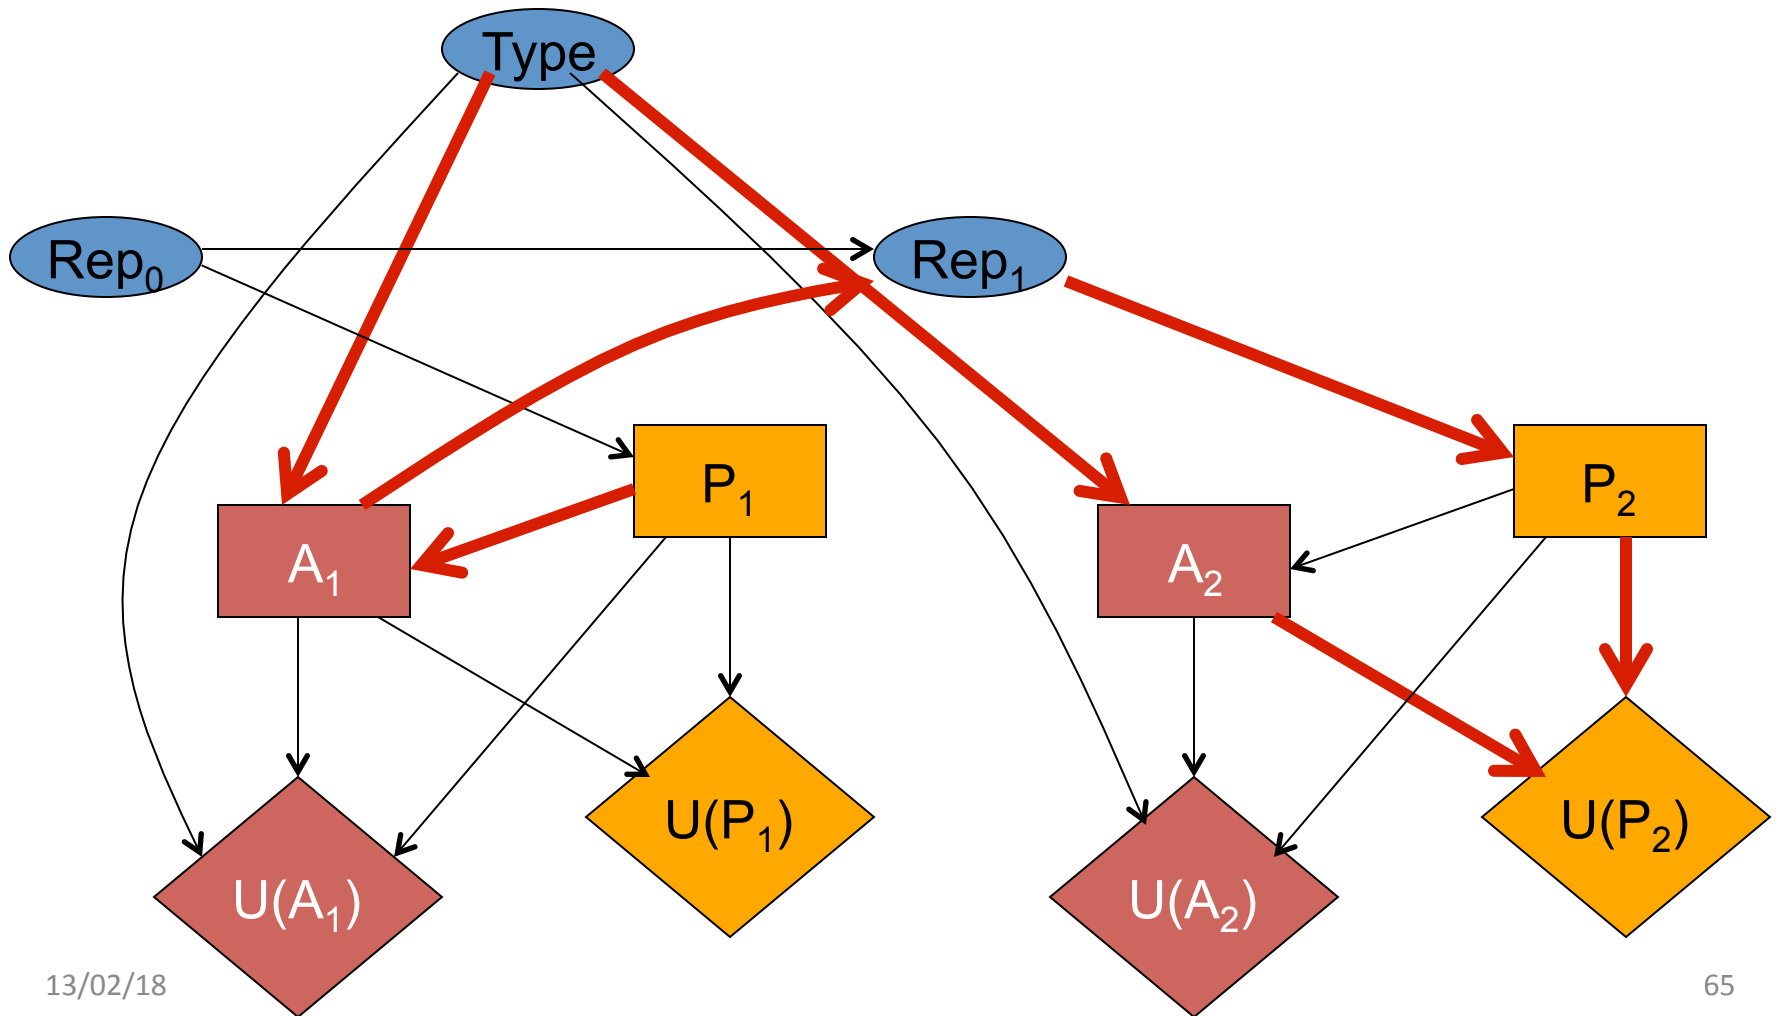 Type
Rep₀
Rep₁
P₁
P₂
A₁
A₂
U(P₁)
U(P₂)
U(A₁)
U(A₂)
13/02/18
65